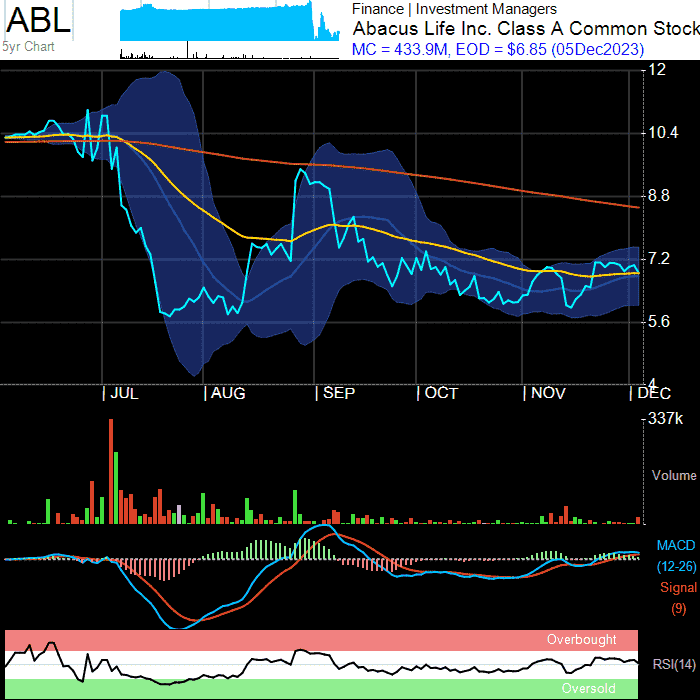 ABL
5yr Chart
Finance | Investment Managers
Abacus Life Inc. Class A Common Stock
MC = 433.9M, EOD = $6.85 (05Dec2023)
12
10.4
8.8
7.2
5.6
4
JUL AUG SEP OCT NOV DEC
337k
Volume
MACD
(12-26)
Signal
(9)
Overbought
RSI(14)
Oversold